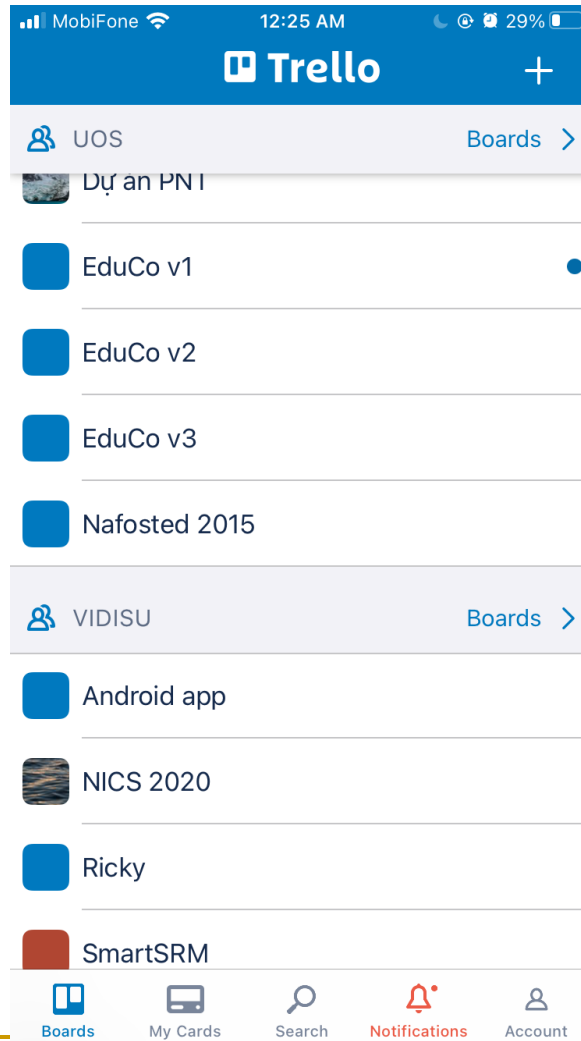 MobiFone 12:25 AM 29%
Trello
UOS Boards
Dự án PNT
EduCo v1
EduCo v2
EduCo v3
Nafosted 2015
VIDISU Boards
Android app
NICS 2020
Ricky
SmartSRM
Boards My Cards Search Notifications Account